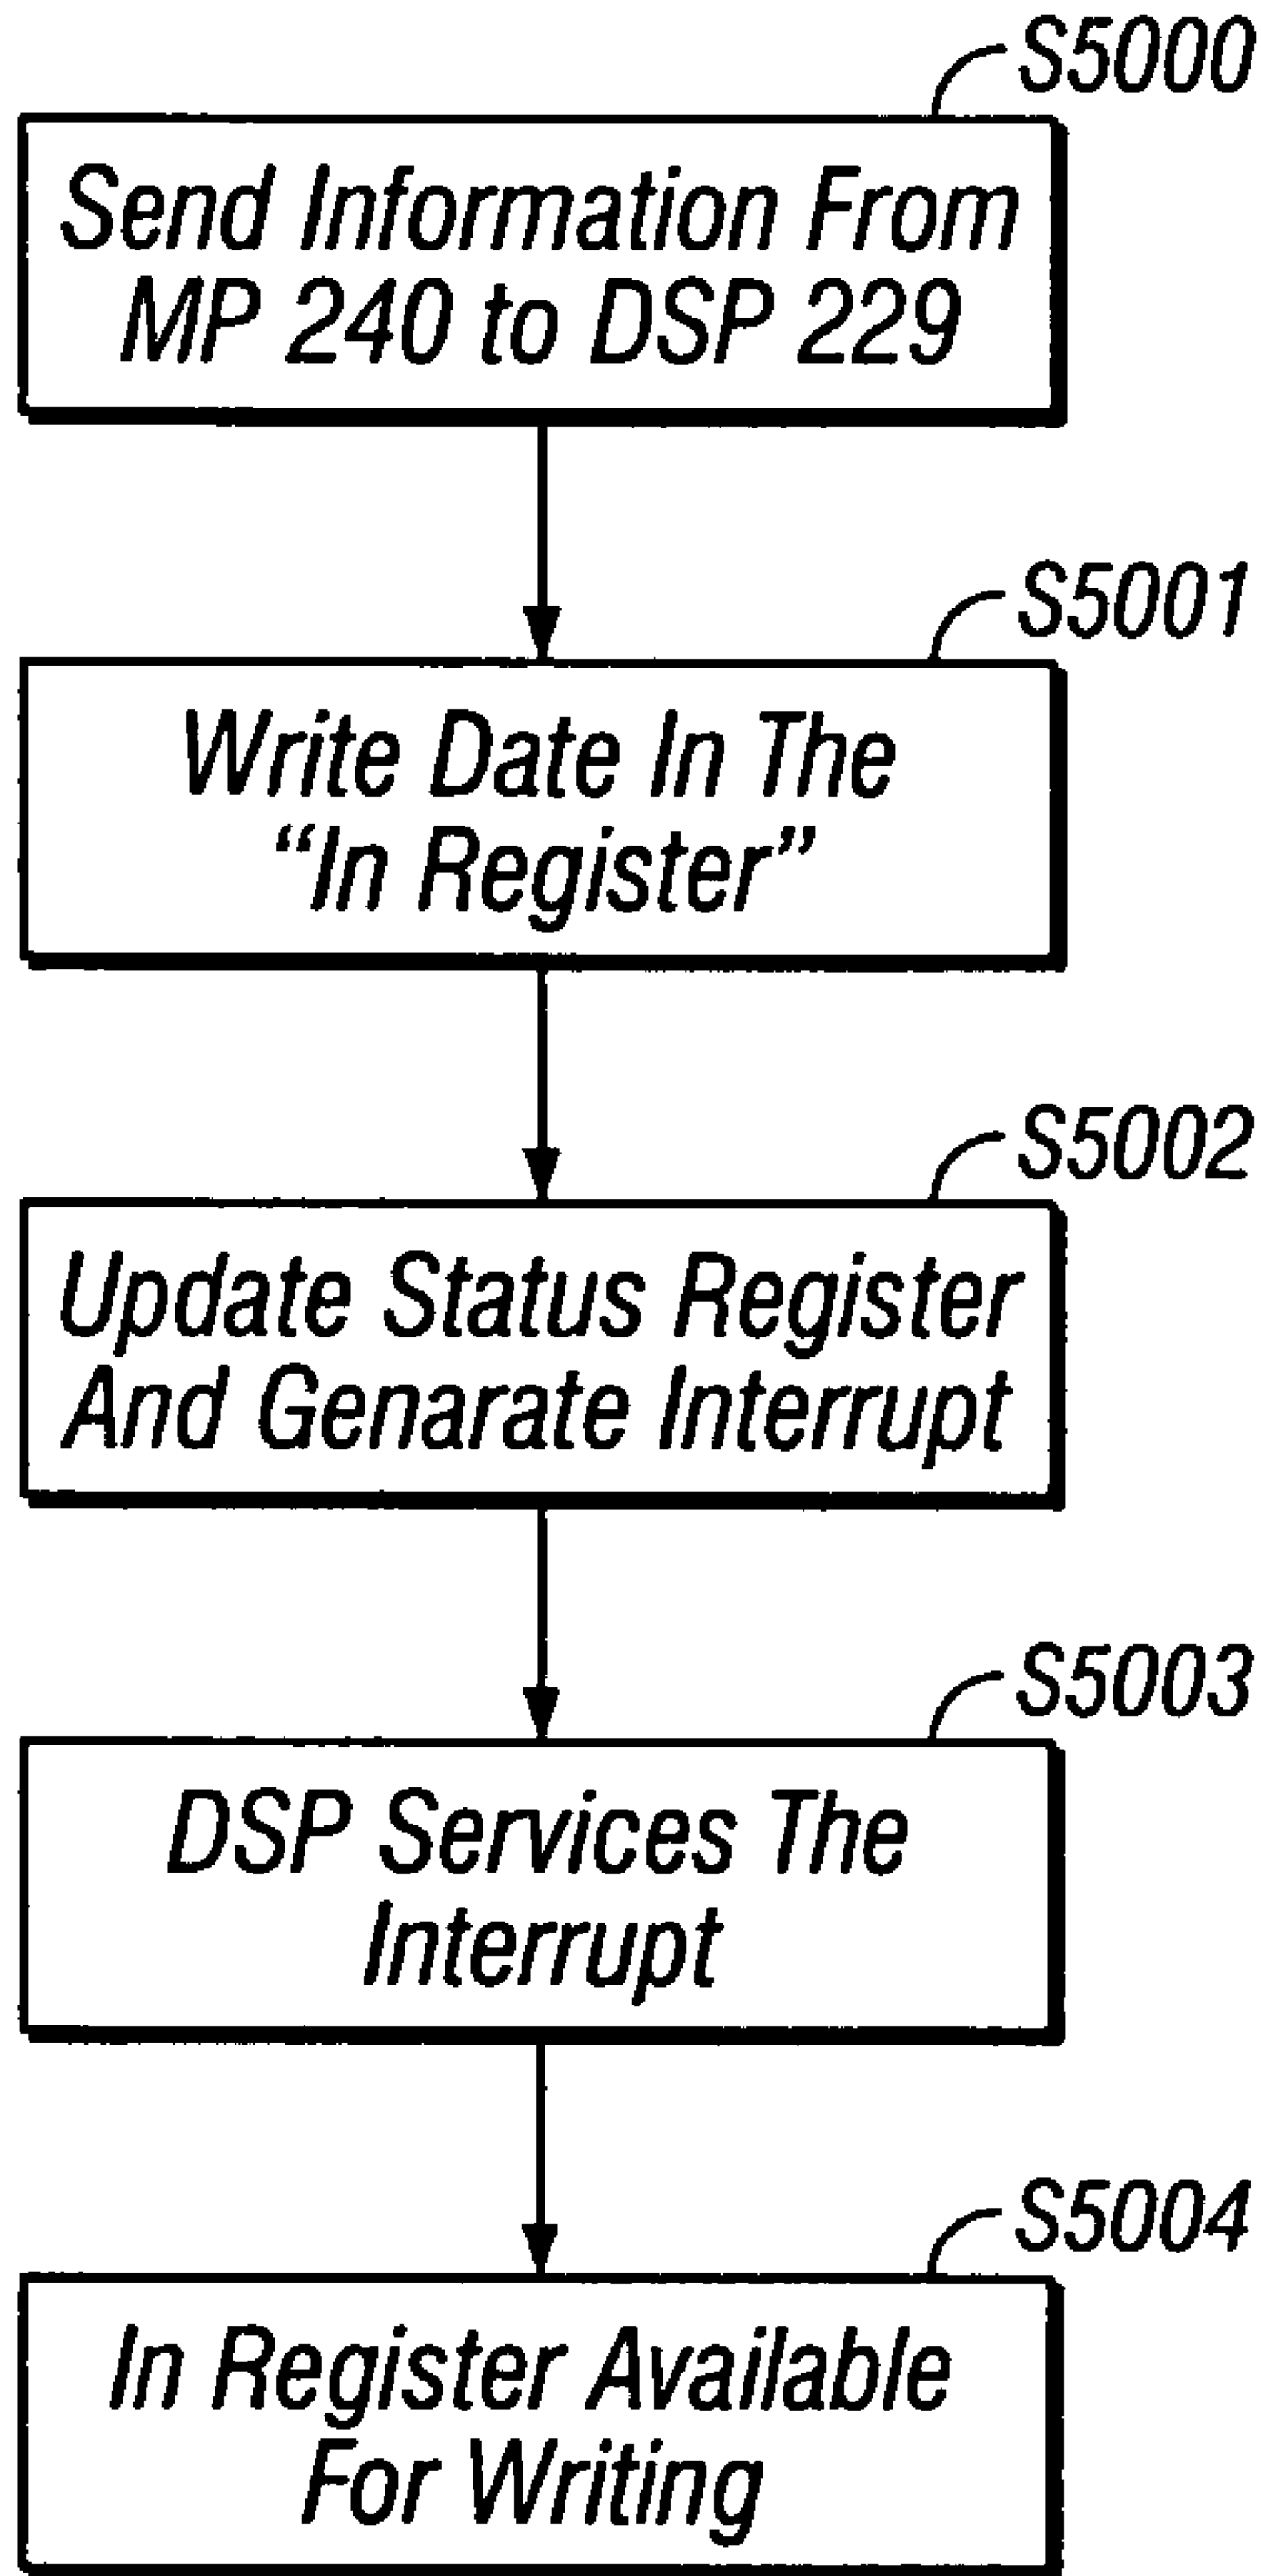 S5000
Send Information From
MP 240 to DSP 229
S5001
Write Date In The
“In Register”
S5002
Update Status Register
And Genarate Interrupt
S5003
DSP Services The
Interrupt
S5004
In Register Available
For Writing